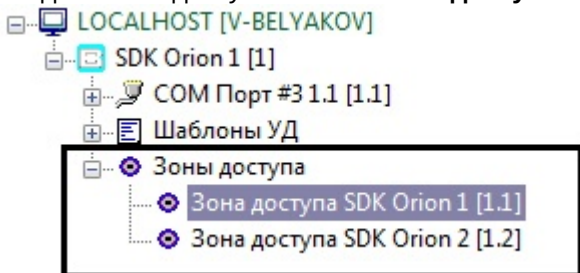 LOCALHOST [V-BELYAKOV]
SDK Orion 1 [1]
COM Порт #3 1.1 [1.1]
Шаблоны УД
Зоны доступа
Зона доступа SDK Orion 1 [1.1]
Зона доступа SDK Orion 2 [1.2]